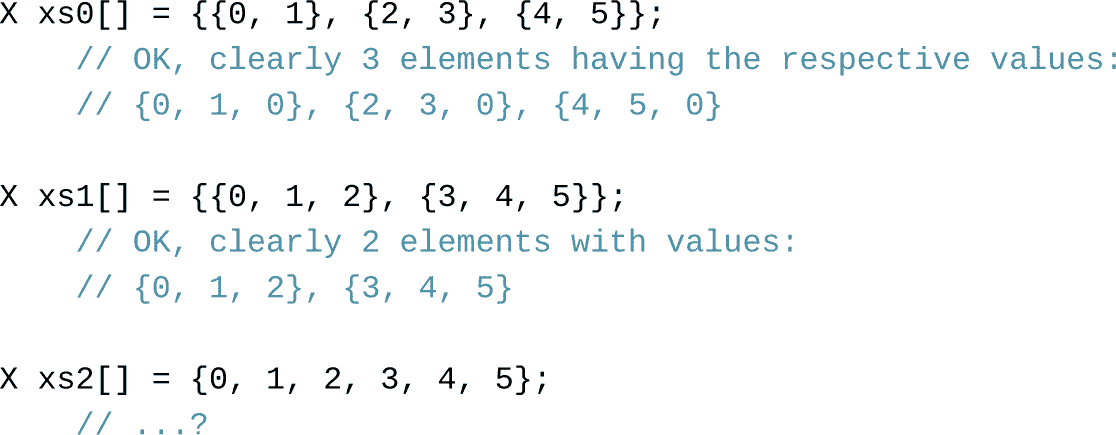 X xs0[] = {{0, 1}, {2, 3}, {4, 5}};
    // OK, clearly 3 elements having the respective values:
    // {0, 1, 0}, {2, 3, 0}, {4, 5, 0}

X xs1[] = {{0, 1, 2}, {3, 4, 5}};
    // OK, clearly 2 elements with values:
    // {0, 1, 2}, {3, 4, 5}

X xs2[] = {0, 1, 2, 3, 4, 5};
    // ...?